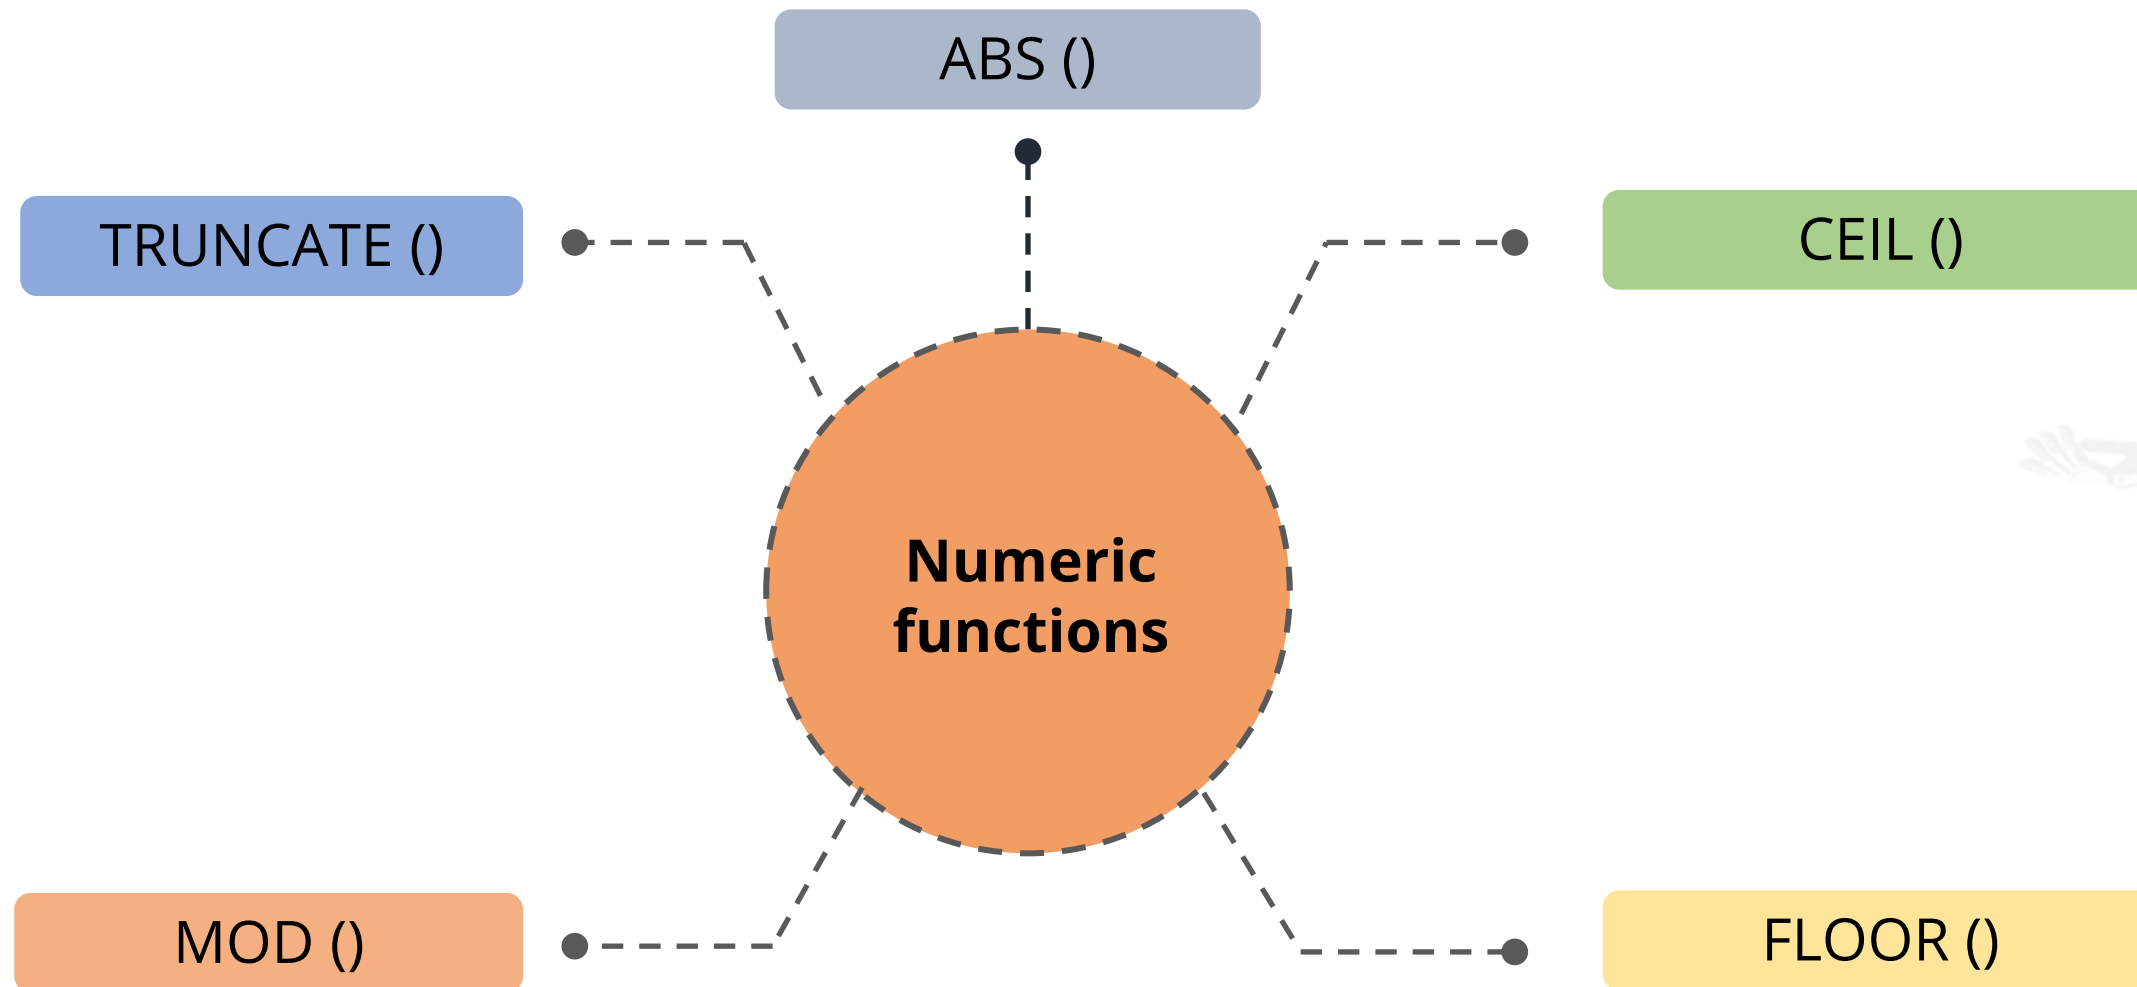 ABS ()
TRUNCATE ()
CEIL ()
Numeric
functions
MOD ()
FLOOR ()